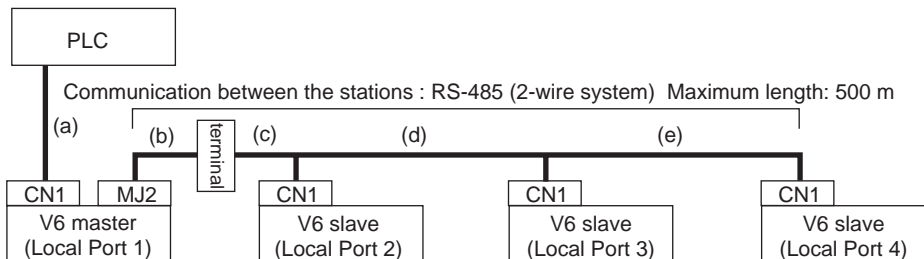 PLC
Communication between the stations : RS-485 (2-wire system)  Maximum length: 500 m
(a)
(b)
terminal
(c)
(d)
(e)
CN1
MJ2
CN1
CN1
CN1
V6 master
(Local Port 1)
V6 slave
(Local Port 2)
V6 slave
(Local Port 3)
V6 slave
(Local Port 4)